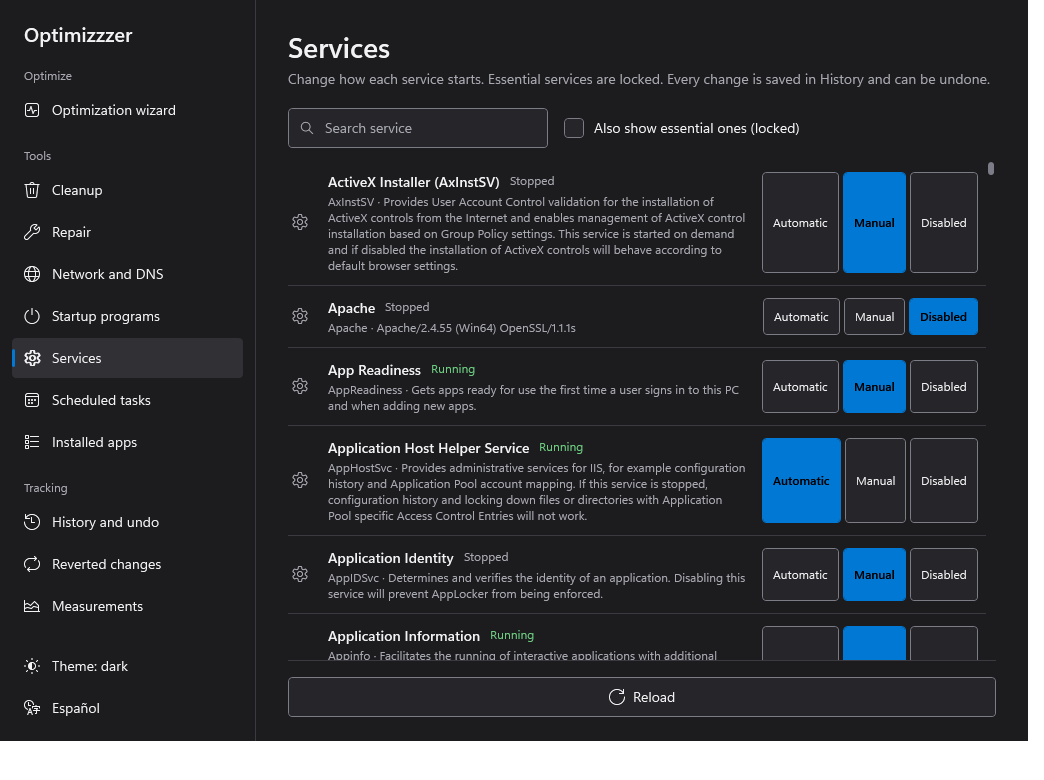 Optimizzzer
Optimize
Optimization wizard
Tools
Cleanup
Repair
Network and DNS
Startup programs
Services
Scheduled tasks
Installed apps
Tracking
History and undo
Reverted changes
Measurements
Theme: dark
Español
Services
Change how each service starts. Essential services are locked. Every change is saved in History and can be undone.
Search service
Also show essential ones (locked)
ActiveX Installer (AxInstSV) Stopped
AxInstSV · Provides User Account Control validation for the installation of
ActiveX controls from the Internet and enables management of ActiveX control
installation based on Group Policy settings. This service is started on demand
and if disabled the installation of ActiveX controls will behave according to
default browser settings.
Automatic Manual Disabled
Apache Stopped
Apache · Apache/2.4.55 (Win64) OpenSSL/1.1.1s
Automatic Manual Disabled
App Readiness Running
AppReadiness · Gets apps ready for use the first time a user signs in to this PC
and when adding new apps.
Automatic Manual Disabled
Application Host Helper Service Running
AppHostSvc · Provides administrative services for IIS, for example configuration
history and Application Pool account mapping. If this service is stopped,
configuration history and locking down files or directories with Application
Pool specific Access Control Entries will not work.
Automatic Manual Disabled
Application Identity Stopped
AppIDSvc · Determines and verifies the identity of an application. Disabling this
service will prevent AppLocker from being enforced.
Automatic Manual Disabled
Application Information Running
Appinfo · Facilitates the running of interactive applications with additional
Reload